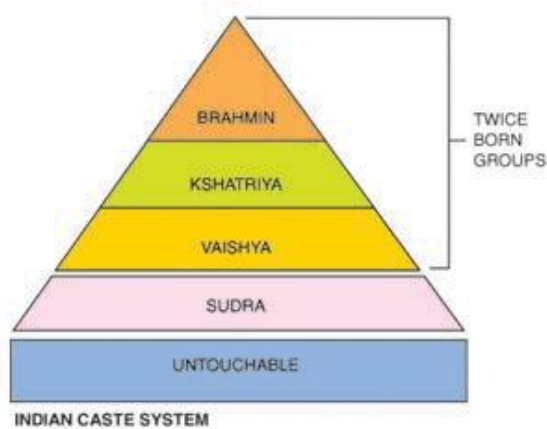 BRAHMIN
KSHATRIYA
VAISHYA
TWICE
BORN
GROUPS
SUDRA
UNTOUCHABLE
INDIAN CASTE SYSTEM